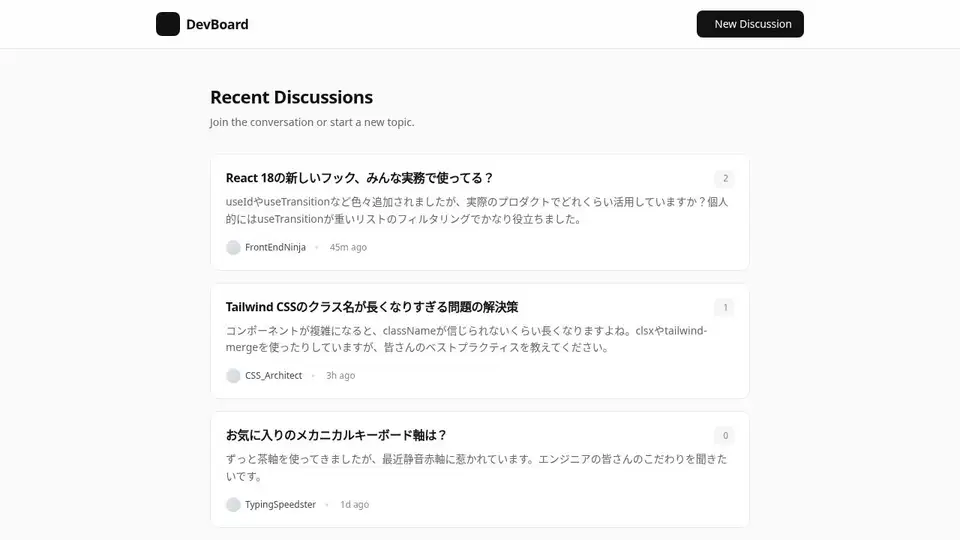 DevBoard
New Discussion
Recent Discussions
Join the conversation or start a new topic.
React 18の新しいフック、みんな実務で使ってる？
2
useIdやuseTransitionなど色々追加されましたが、実際のプロダクトでどれくらい活用していますか？個人
的にはuseTransitionが重いリストのフィルタリングでかなり役立ちました。
FrontEndNinja • 45m ago
Tailwind CSSのクラス名が長くなりすぎる問題の解決策
1
コンポーネントが複雑になると、classNameが信じられないくらい長くなりますよね。clsxやtailwind-
mergeを使ったりしていますが、皆さんのベストプラクティスを教えてください。
CSS_Architect • 3h ago
お気に入りのメカニカルキーボード軸は？
0
ずっと茶軸を使ってきましたが、最近静音赤軸に惹かれています。エンジニアの皆さんのこだわりを聞きた
いです。
TypingSpeedster • 1d ago